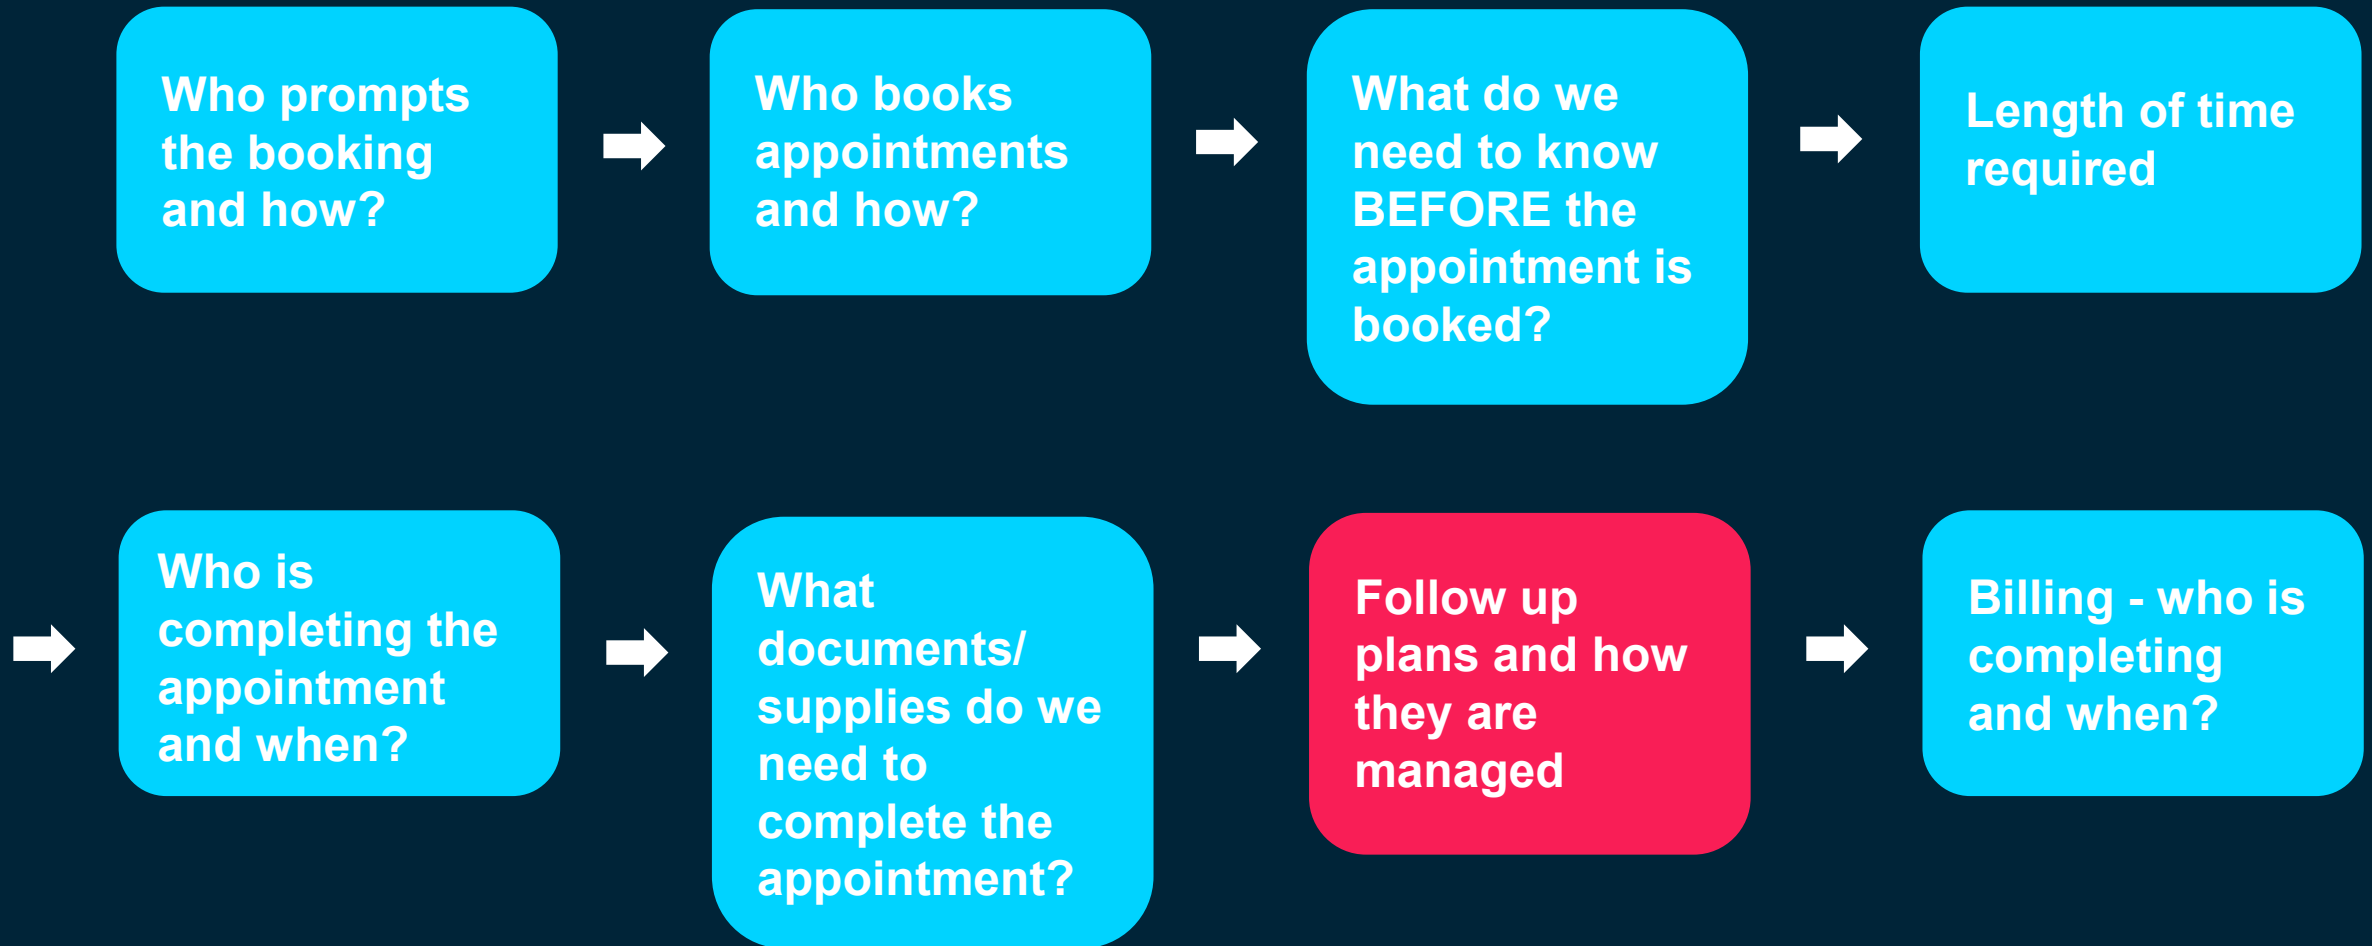 Who prompts
the booking
and how?
Who books
appointments
and how?
What do we
need to know
BEFORE the
appointment is
booked?
Length of time
required
Who is
completing the
appointment
and when?
What
documents/
supplies do we
need to
complete the
appointment?
Follow up
plans and how
they are
managed
Billing - who is
completing
and when?